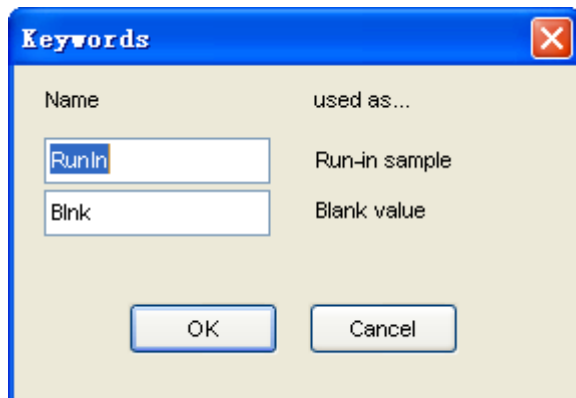 Keywords
Name used as...
RunIn Run-in sample
Blnk Blank value
OK Cancel